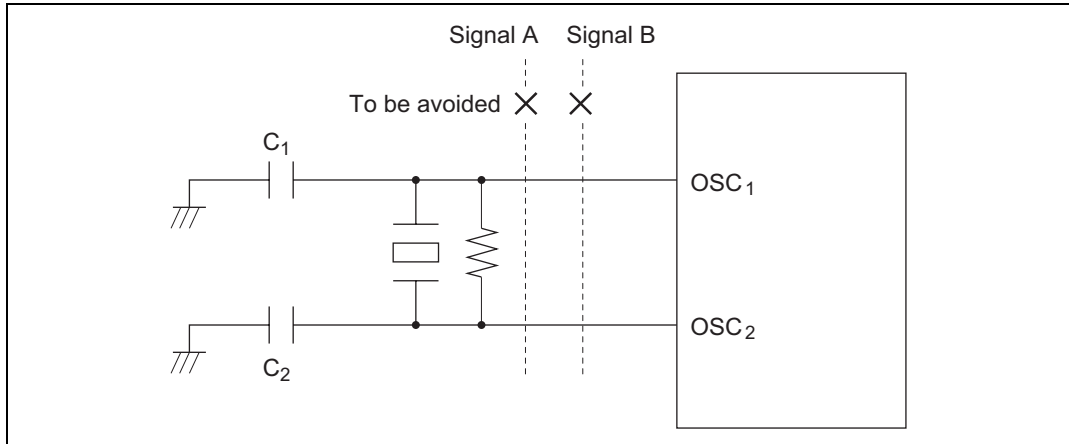 Signal A Signal B
To be avoided
C1
OSC1
OSC2
C2